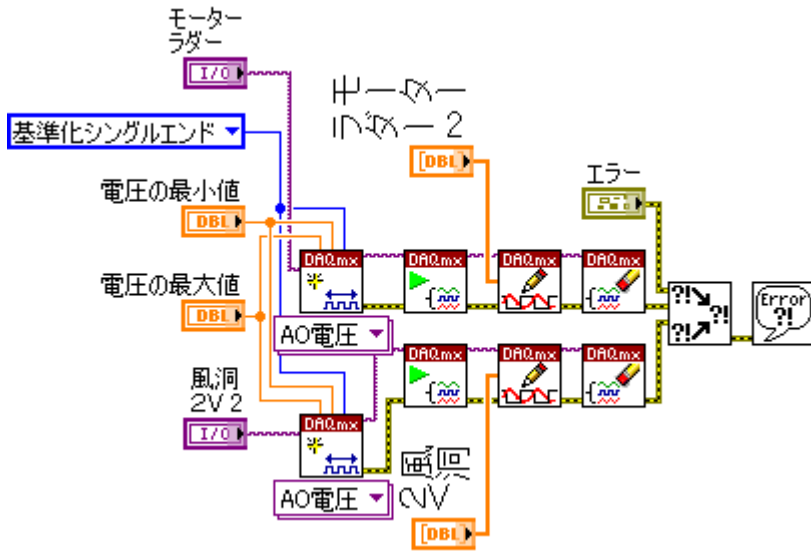 モーター
ラダー
I/O
基準化シングルエンド
モーター
ラダー 2
[DBL]
エラー
電圧の最小値
DBL
DAQmx
DAQmx
DAQmx
DAQmx
電圧の最大値
DBL
?!
?!
?!
Error
?!
AO電圧
DAQmx
DAQmx
DAQmx
風洞
2V 2
I/O
DAQmx
AO電圧
風洞
2V
[DBL]